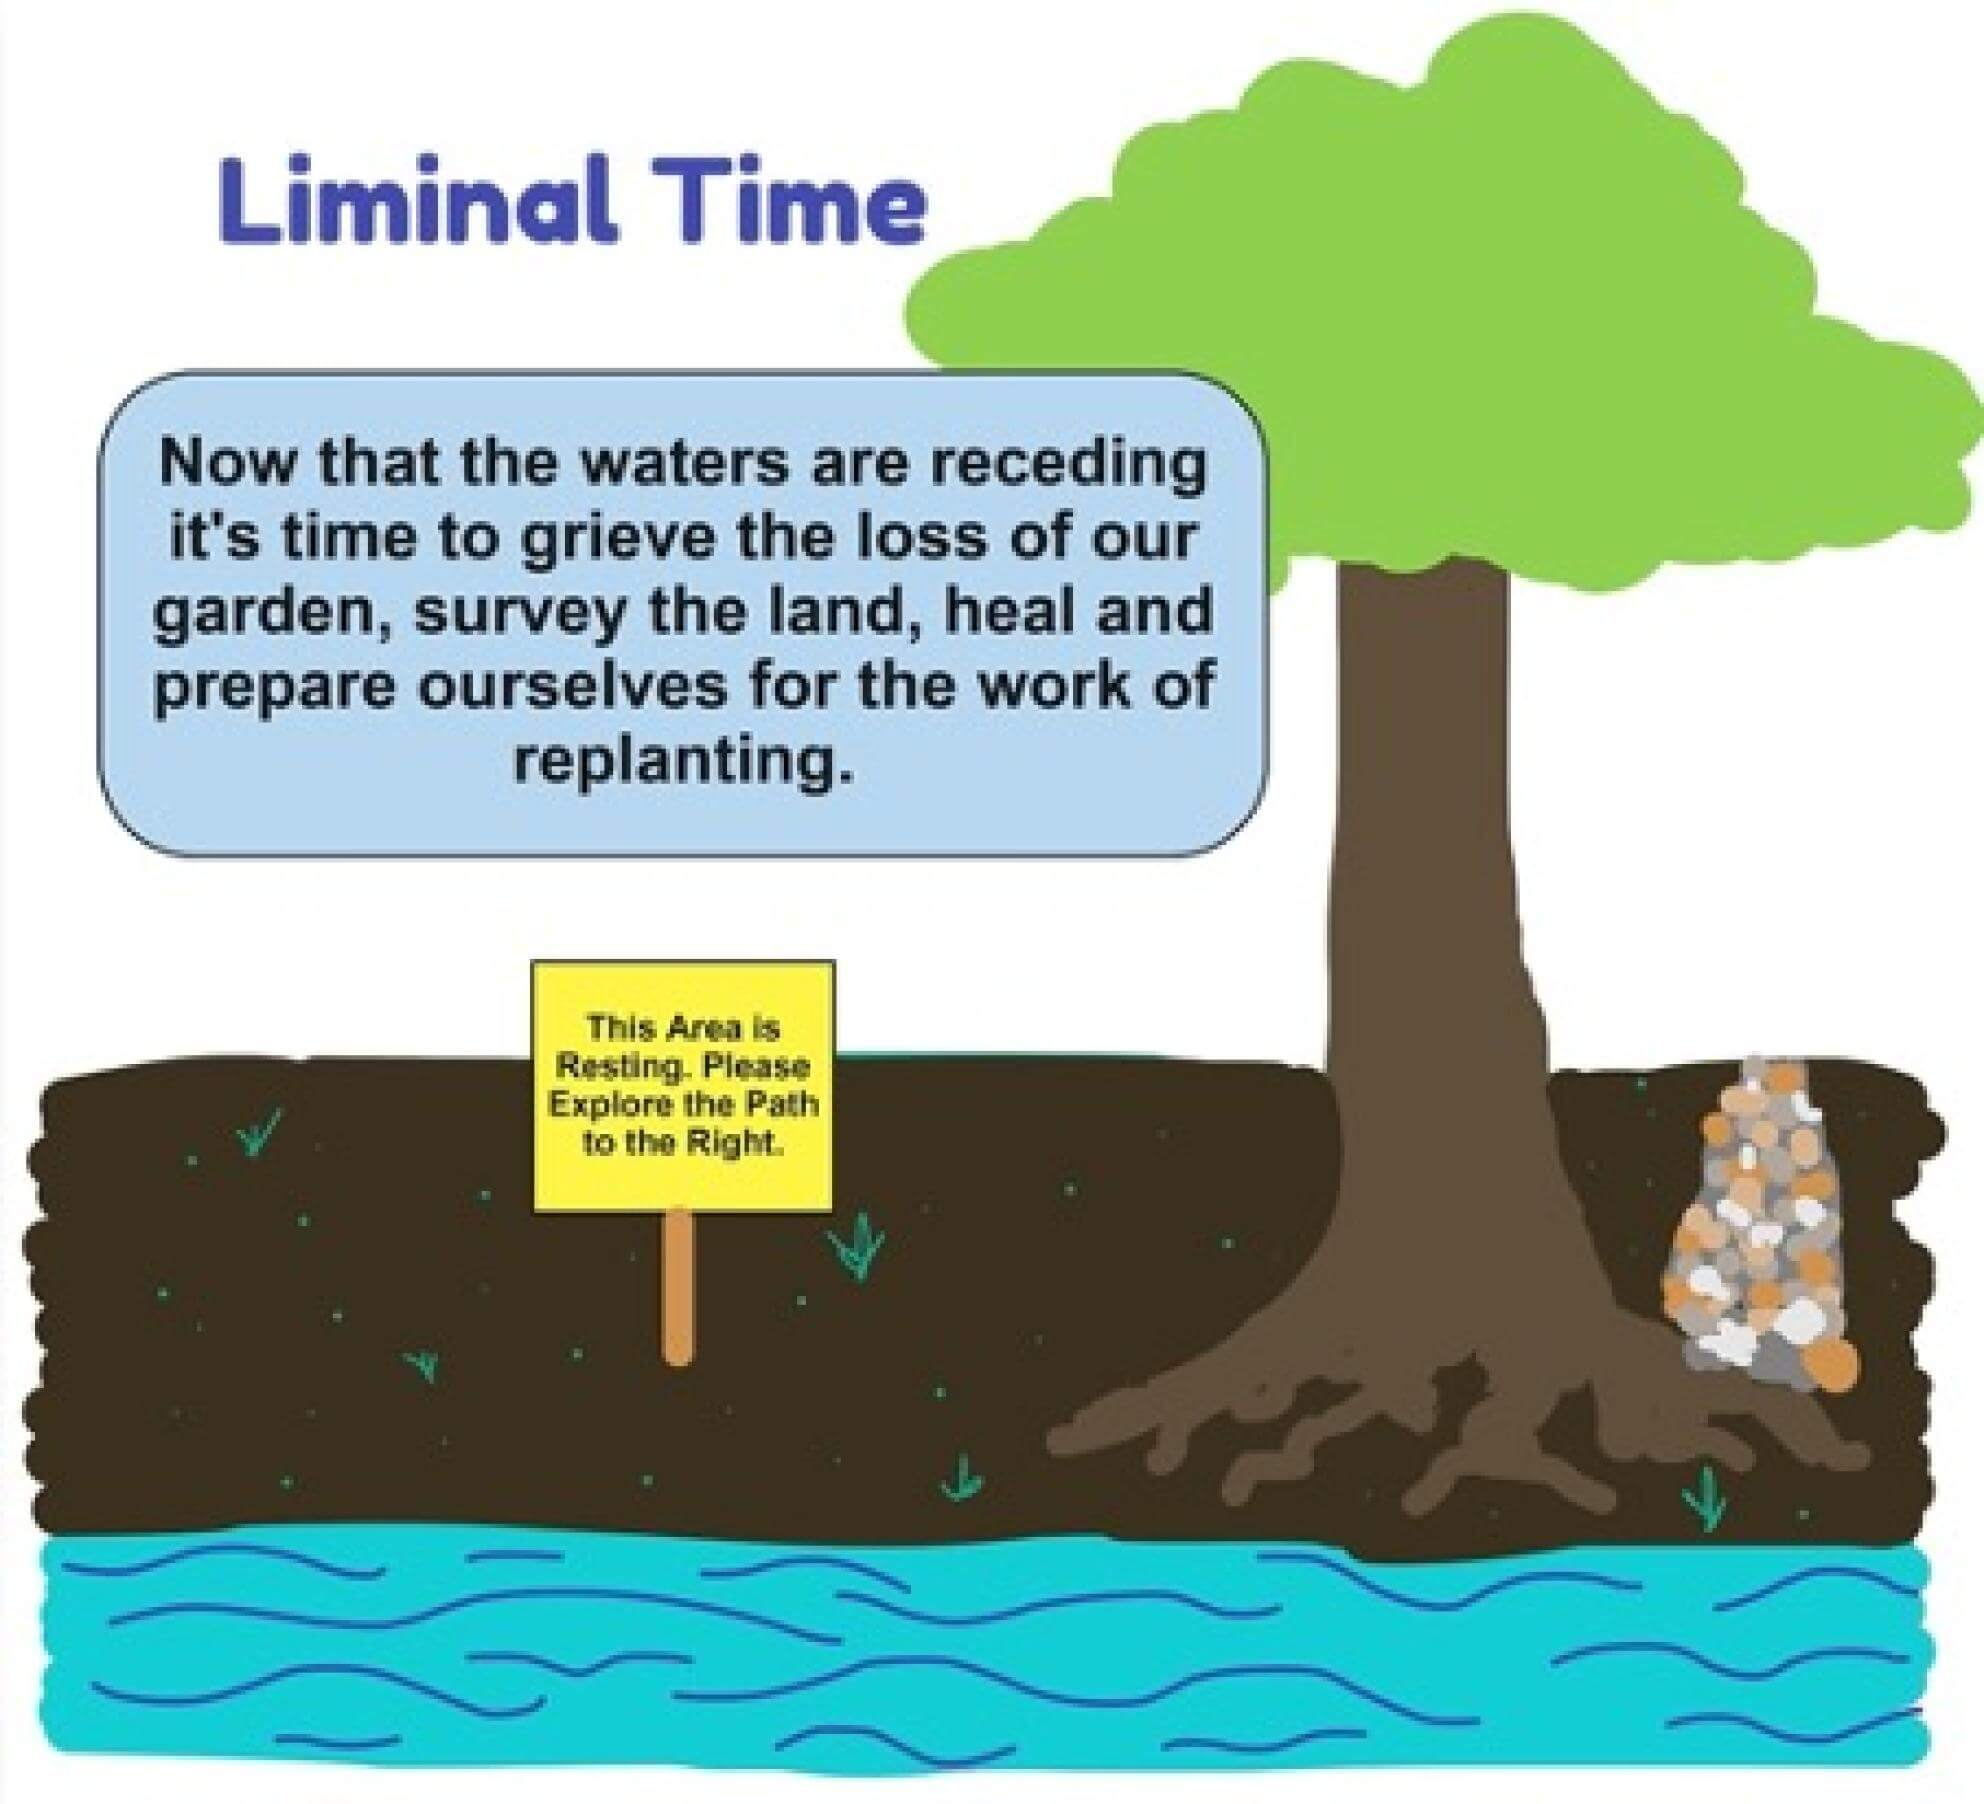 Liminal Time
Now that the waters are receding
it's time to grieve the loss of our
garden, survey the land, heal and
prepare ourselves for the work of
replanting.
This Area is
Resting. Please
Explore the Path
to the Right.